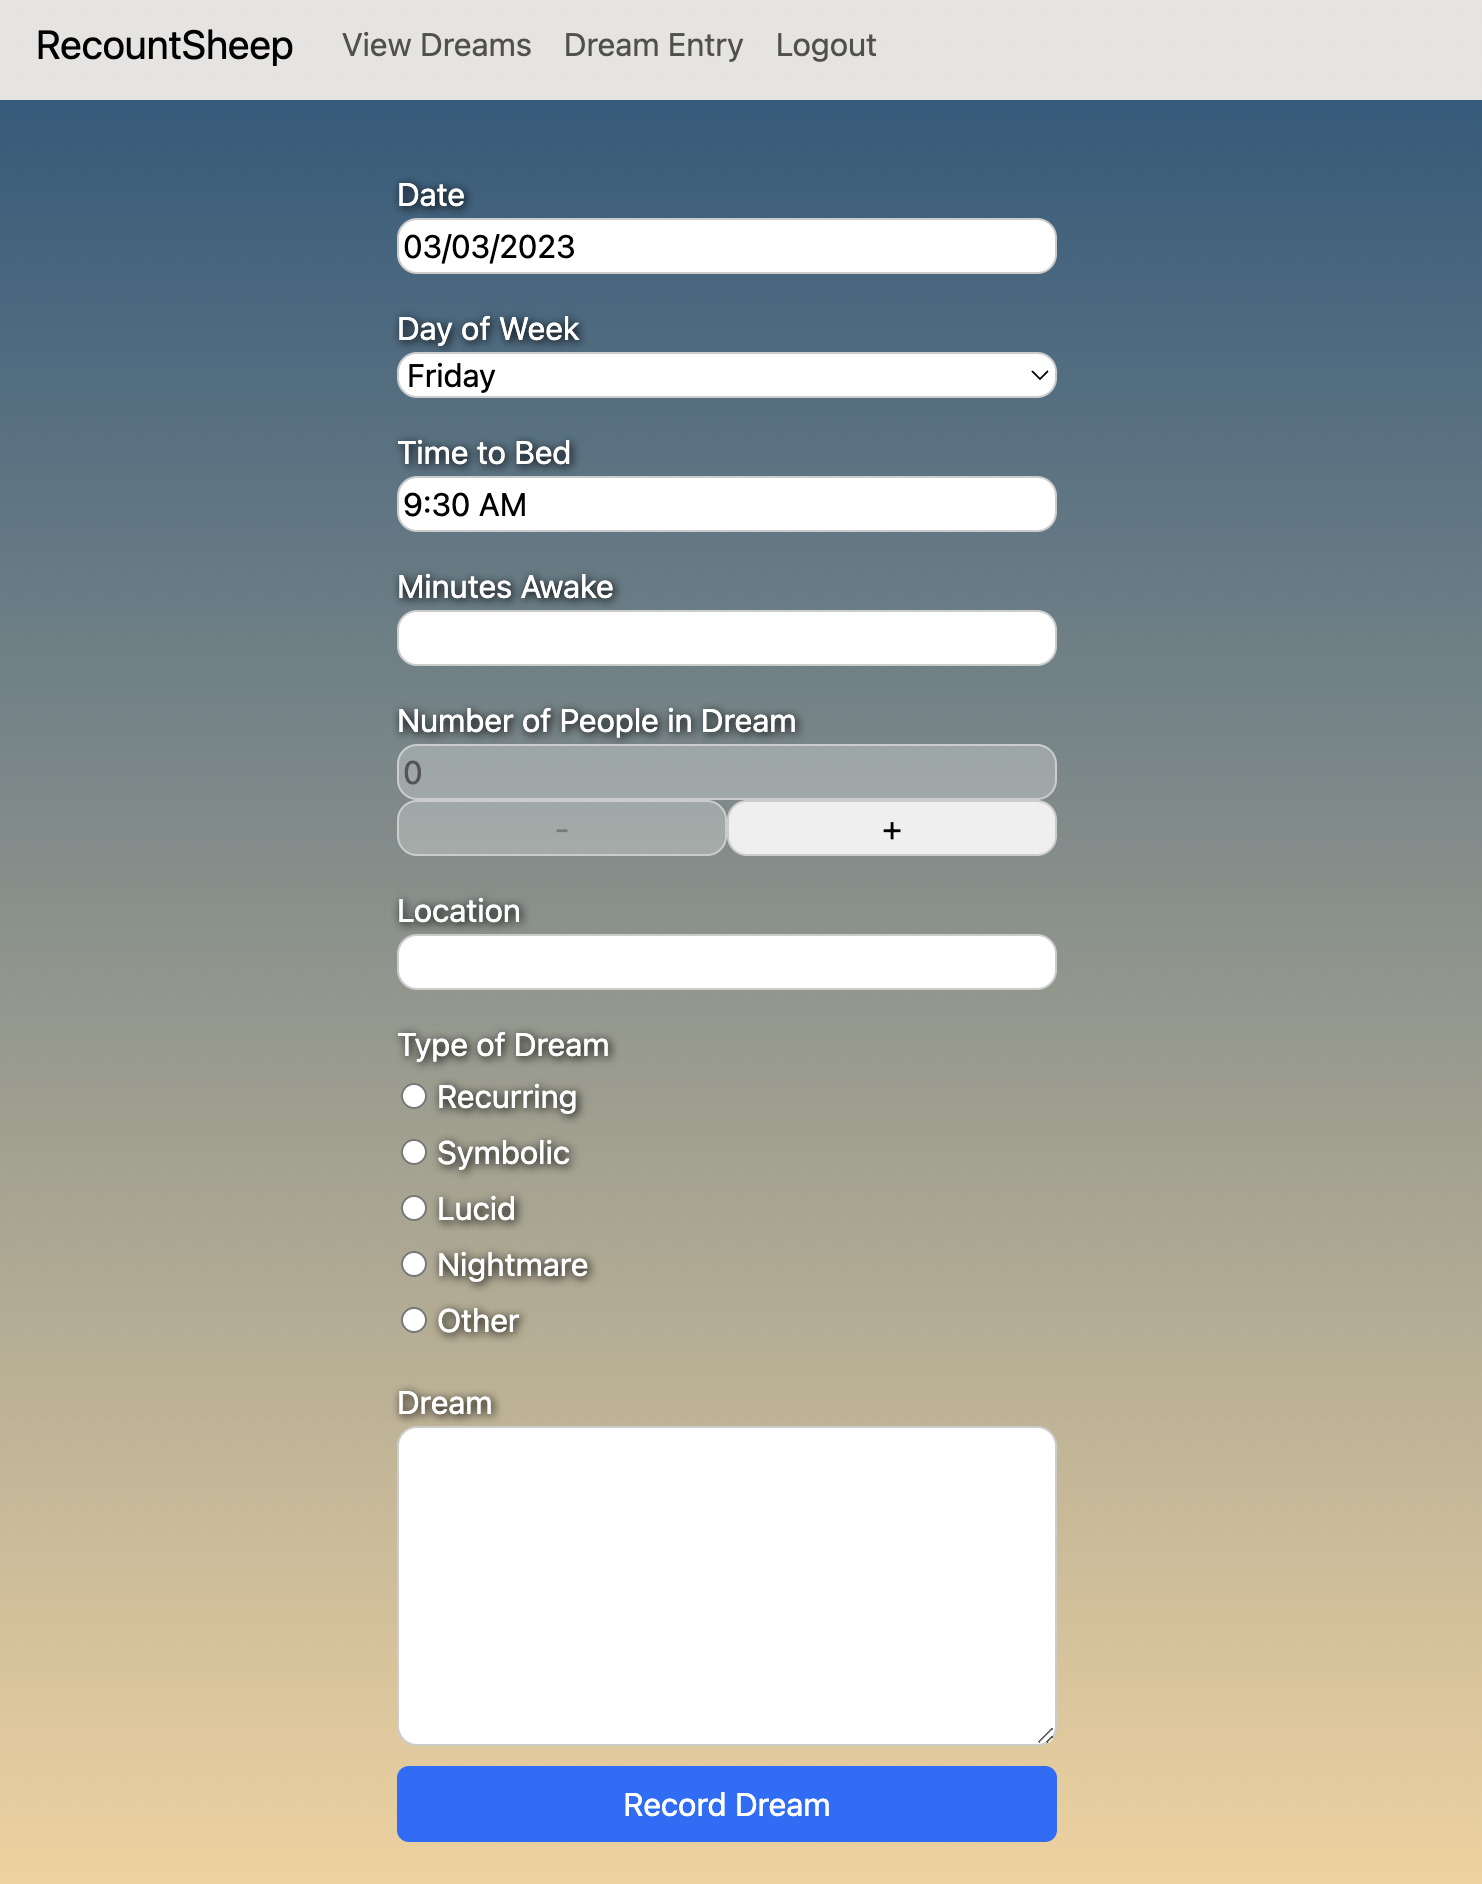 RecountSheep View Dreams Dream Entry Logout
Date
03/03/2023
Day of Week
Friday
Time to Bed
9:30 AM
Minutes Awake
Number of People in Dream
0
- +
Location
Type of Dream
Recurring
Symbolic
Lucid
Nightmare
Other
Dream
Record Dream